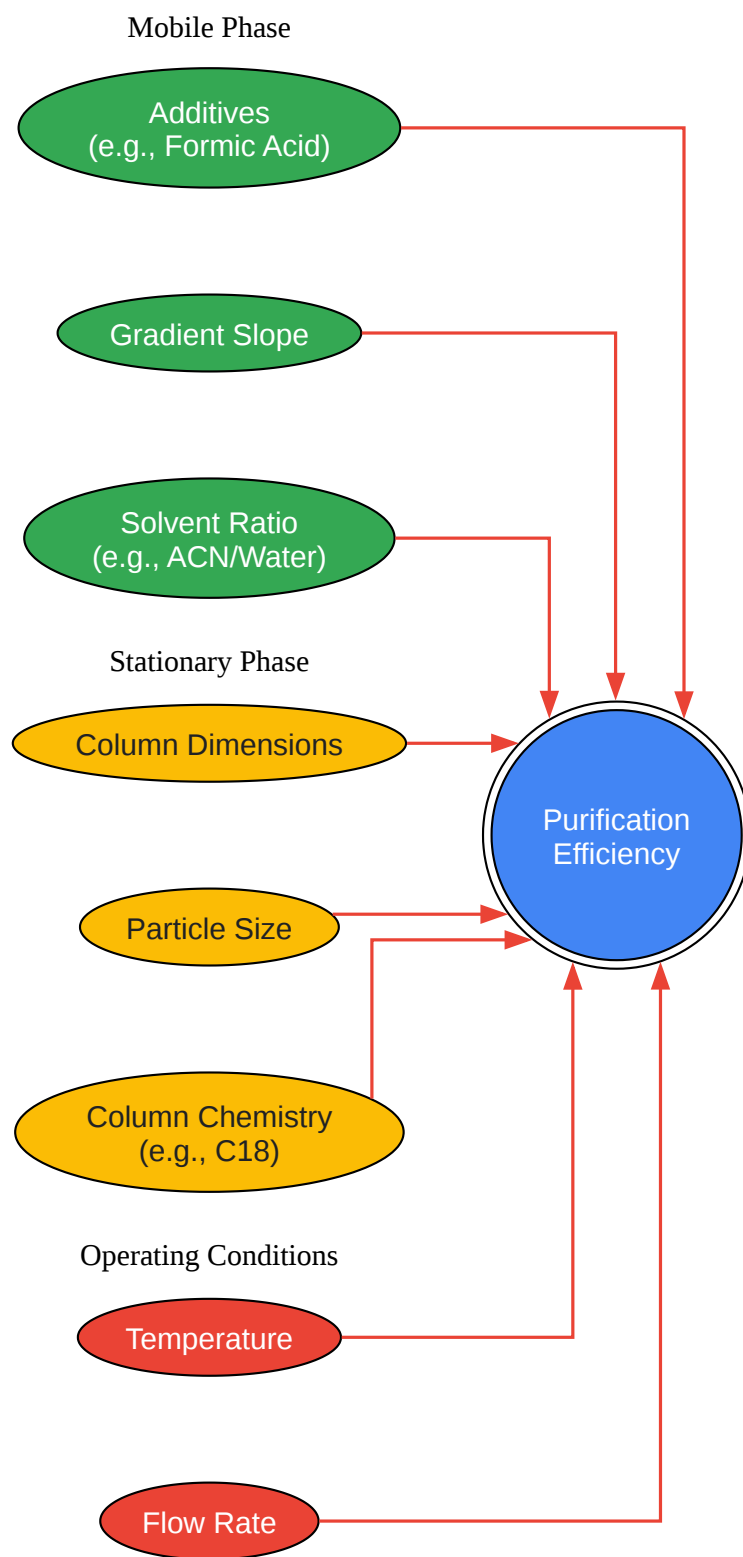 Mobile Phase
Additives
(e.g., Formic Acid)
Gradient Slope
Solvent Ratio
(e.g., ACN/Water)
Stationary Phase
Column Dimensions
Purification
Efficiency
Particle Size
Column Chemistry
(e.g., C18)
Operating Conditions
Temperature
Flow Rate